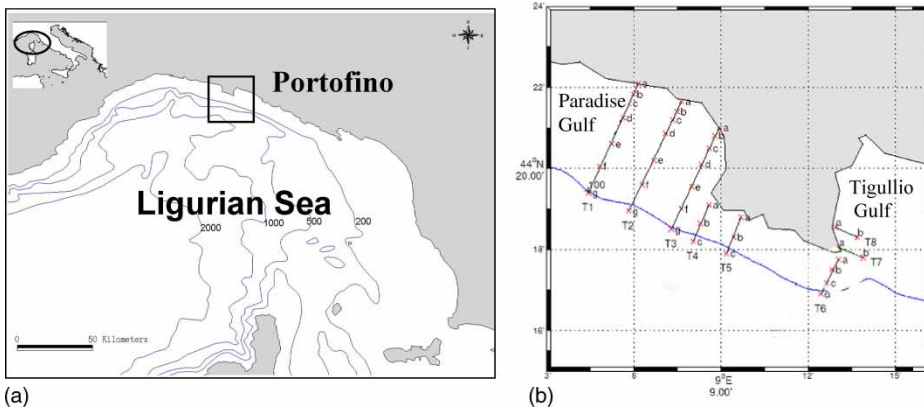 Portofino
Ligurian Sea
2000
1000
500
200
0
50 Kilometers
(a)
24'
22'
44°N
20.00'
18'
16'
3'
6'
9°E
9.00'
12'
15'
Paradise
Gulf
Tigullio
Gulf
a
b
c
d
e
f
g
100
T1
a
b
c
d
e
f
g
T2
a
b
c
d
e
f
g
T3
a
b
c
T4
a
b
c
T5
a
b
c
b
T6
a
b
T7
a
b
T8
(b)